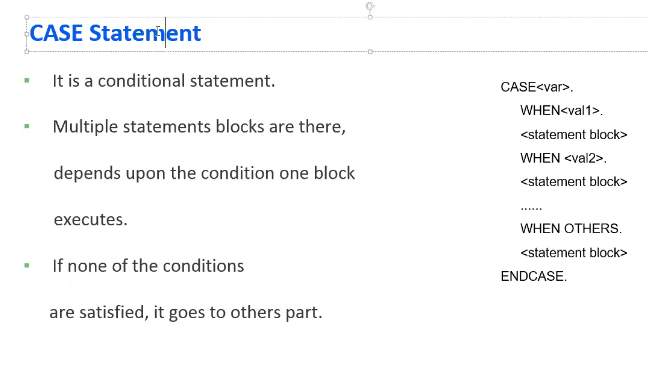 CASE Statement
It is a conditional statement.
Multiple statements blocks are there,
depends upon the condition one block
executes.
If none of the conditions
are satisfied, it goes to others part.
CASE<var>.
WHEN<val1>.
<statement block>
WHEN <val2>.
<statement block>
......
WHEN OTHERS.
<statement block>
ENDCASE.